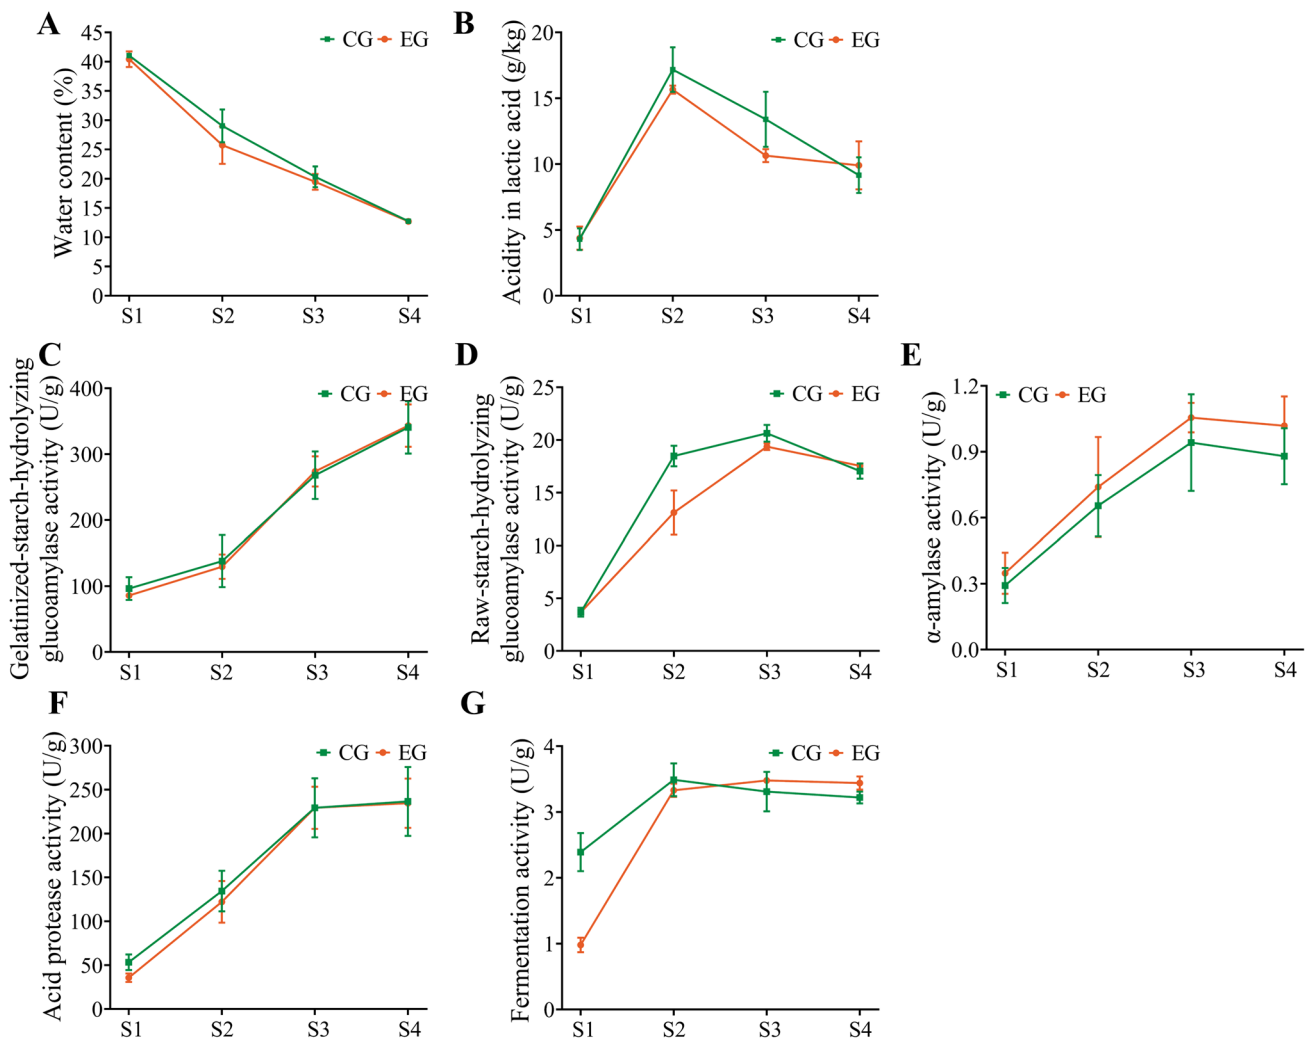 A
CG EG
Water content (%)
45
40
35
30
25
20
15
10
5
0
S1 S2 S3 S4
B
CG EG
Acidity in lactic acid (g/kg)
20
15
10
5
0
S1 S2 S3 S4
C
CG EG
Gelatinized-starch-hydrolyzing
glucoamylase activity (U/g)
400
300
200
100
0
S1 S2 S3 S4
D
CG EG
Raw-starch-hydrolyzing
glucoamylase activity (U/g)
25
20
15
10
5
0
S1 S2 S3 S4
E
CG EG
α-amylase activity (U/g)
1.2
0.9
0.6
0.3
0.0
S1 S2 S3 S4
F
CG EG
Acid protease activity (U/g)
300
250
200
150
100
50
0
S1 S2 S3 S4
G
CG EG
Fermentation activity (U/g)
4
3
2
1
0
S1 S2 S3 S4